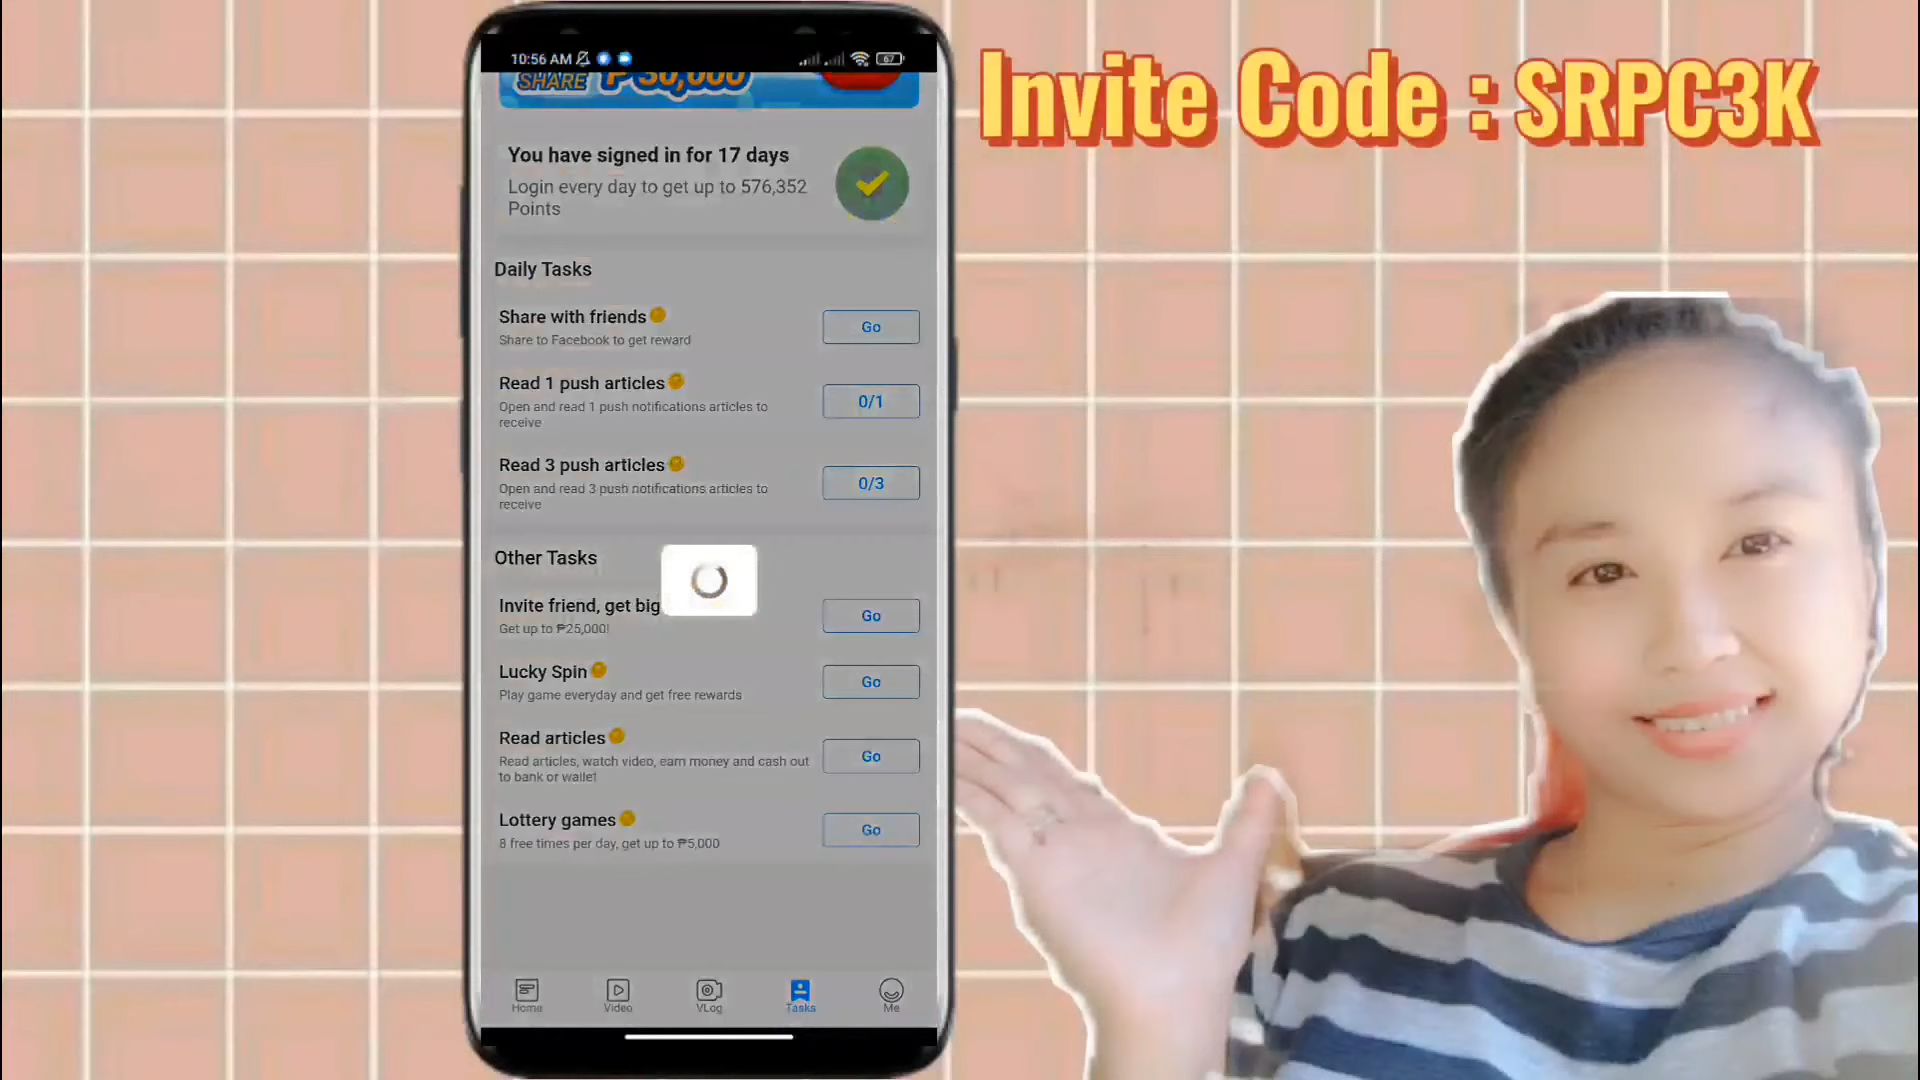 Invite Code : SRPC3K
10:56 AM
67
SHARE ₱ 50,000
You have signed in for 17 days
Login every day to get up to 576,352
Points
Daily Tasks
Share with friends
Share to Facebook to get reward
Go
Read 1 push articles
Open and read 1 push notifications articles to
receive
0/1
Read 3 push articles
Open and read 3 push notifications articles to
receive
0/3
Other Tasks
Invite friend, get big
Get up to ₱25,000!
Go
Lucky Spin
Play game everyday and get free rewards
Go
Read articles
Read articles, watch video, earn money and cash out
to bank or wallet
Go
Lottery games
8 free times per day, get up to ₱5,000
Go
Home
Video
VLog
Tasks
Me